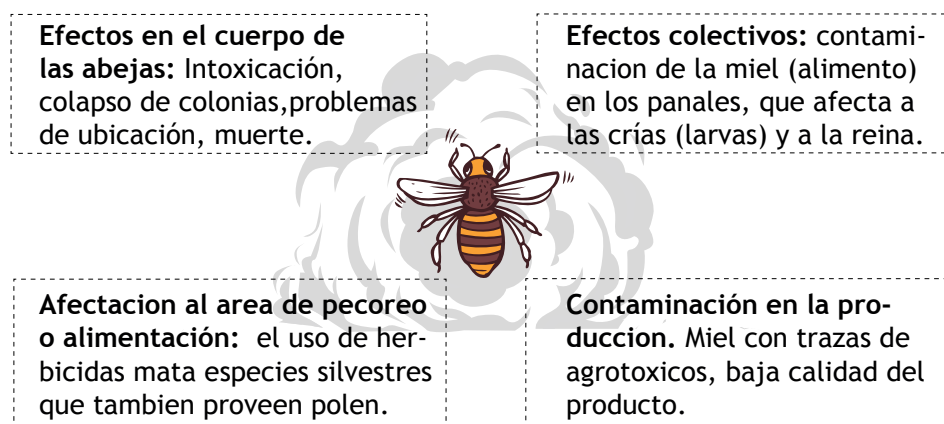 Efectos en el cuerpo de
las abejas: Intoxicación,
colapso de colonias,problemas
de ubicación, muerte.
Efectos colectivos: contami-
nacion de la miel (alimento)
en los panales, que afecta a
las crías (larvas) y a la reina.
Afectacion al area de pecoreo
o alimentación: el uso de her-
bicidas mata especies silvestres
que tambien proveen polen.
Contaminación en la pro-
duccion. Miel con trazas de
agrotoxicos, baja calidad del
producto.